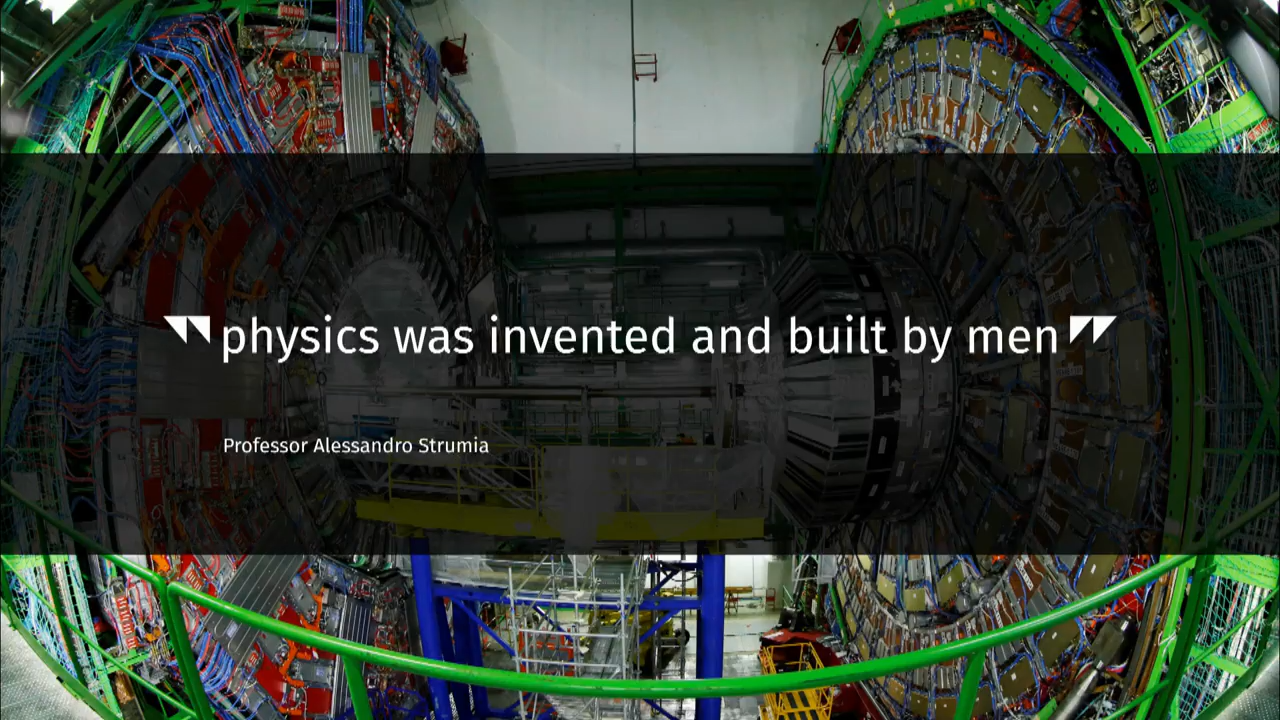 "physics was invented and built by men"
Professor Alessandro Strumia